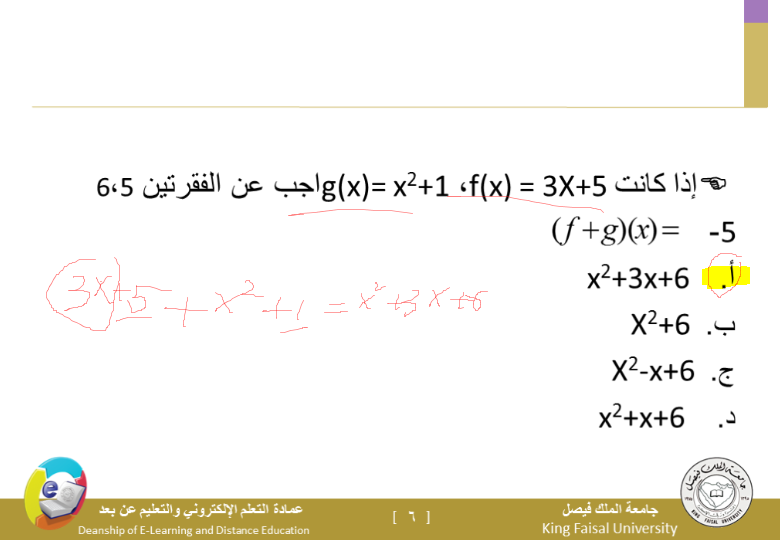 إذا كانت f(x) = 3X+5 ، g(x)= x²+1 اجب عن الفقرتين 5،6
5- (f+g)(x)=
أ. x²+3x+6
3x+5+x²+1=x²+3x+6
ب. X²+6
ج. X²-x+6
د. x²+x+6
جامعة الملك فيصل
King Faisal University
[ ٦ ]
عمادة التعلم الإلكتروني والتعليم عن بعد
Deanship of E-Learning and Distance Education